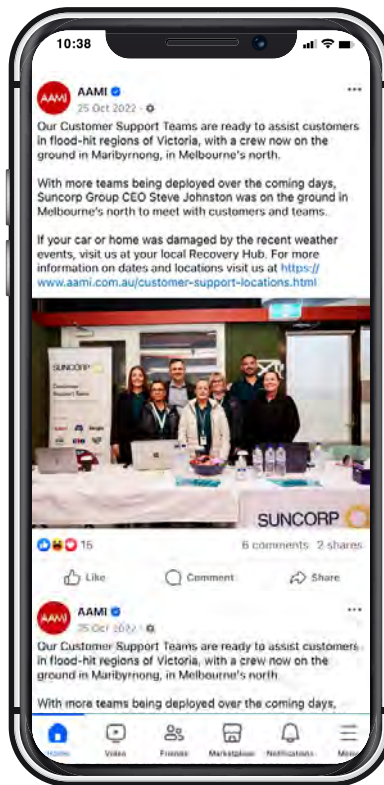 10:38
AAMI
AAMI
25 Oct 2022
Our Customer Support Teams are ready to assist customers
in flood-hit regions of Victoria, with a crew now on the
ground in Maribyrnong, in Melbourne's north.
With more teams being deployed over the coming days,
Suncorp Group CEO Steve Johnston was on the ground in
Melbourne's north to meet with customers and teams.
If your car or home was damaged by the recent weather
events, visit us at your local Recovery Hub. For more
information on dates and locations visit us at https://
www.aami.com.au/customer-support-locations.html
SUNCORP
Customer
Support Team
SUNCORP
15
6 comments 2 shares
Like
Comment
Share
AAMI
AAMI
25 Oct 2022
Our Customer Support Teams are ready to assist customers
in flood-hit regions of Victoria, with a crew now on the
ground in Maribyrnong, in Melbourne's north
With more teams being deployed over the coming days,
Home
Video
Friends
Marketplace
Notifications
Menu